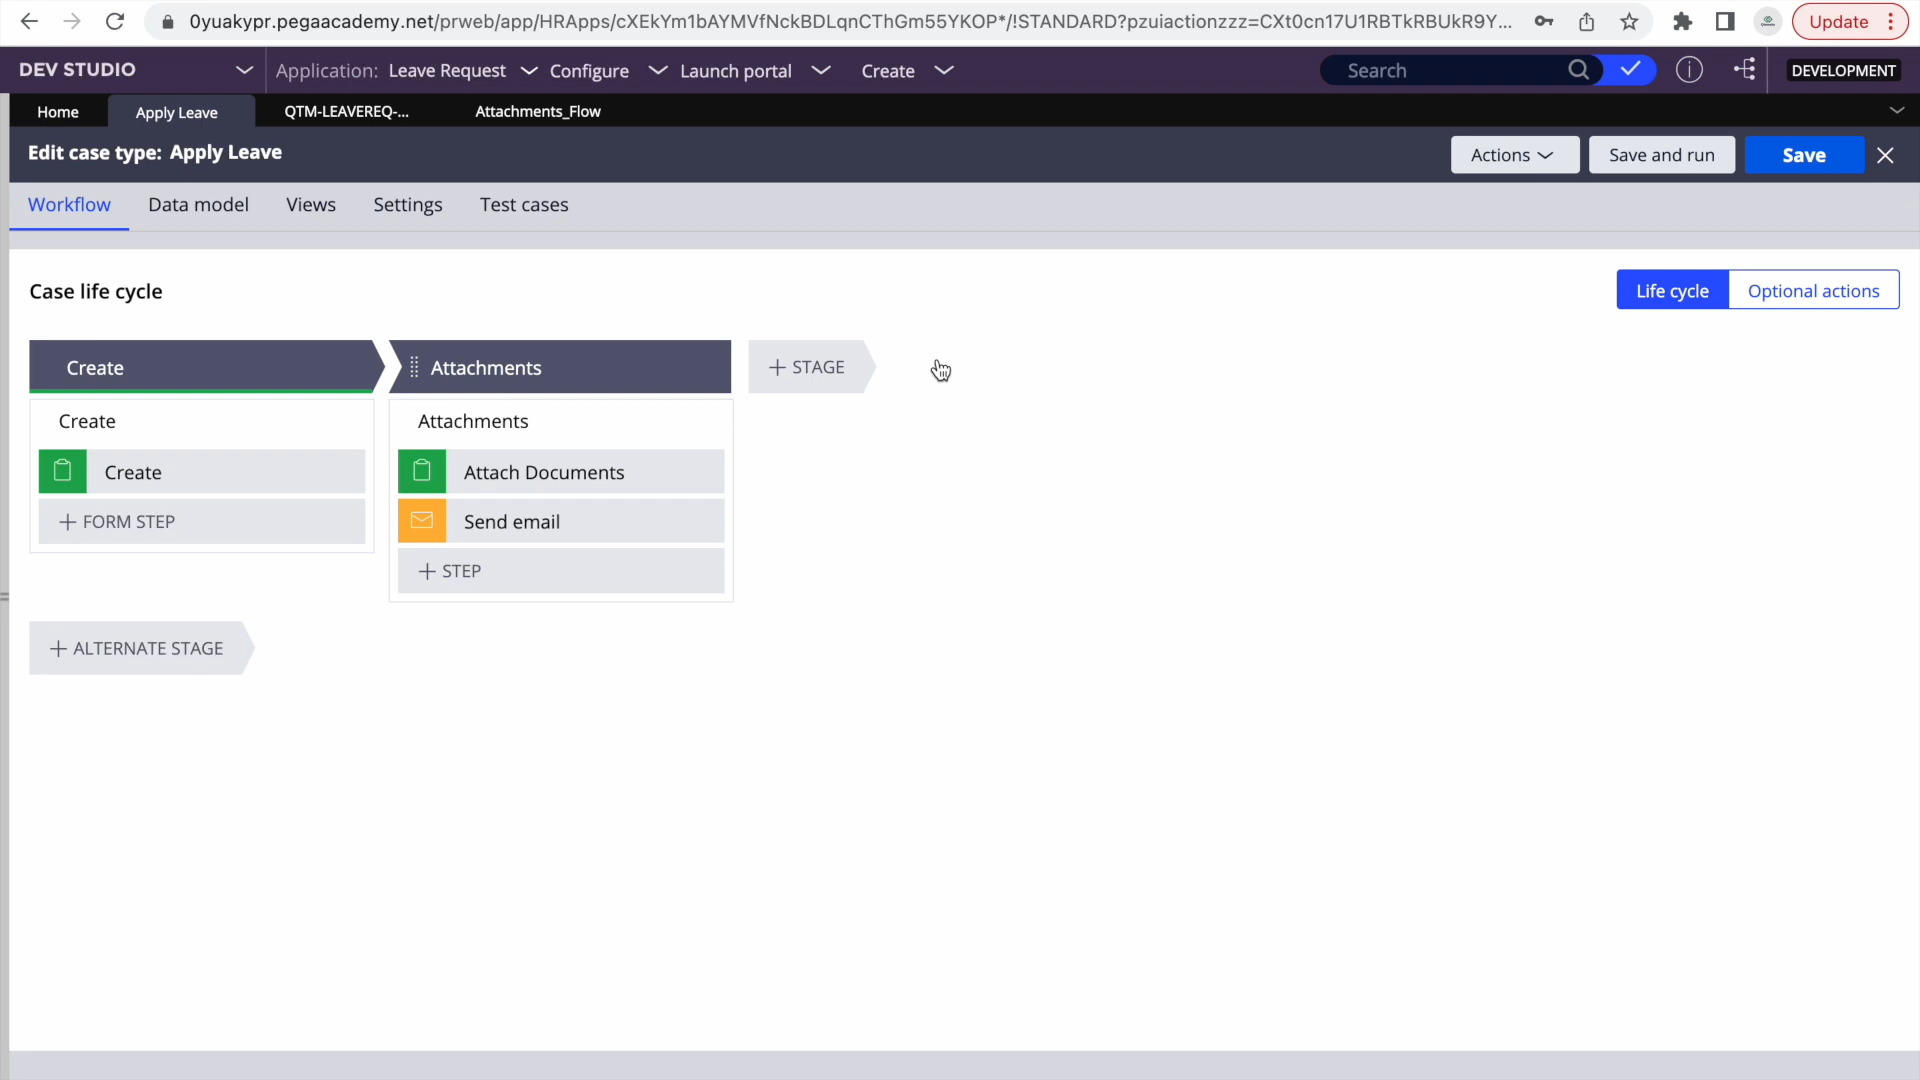 0yuakypr.pegaacademy.net/prweb/app/HRApps/cXEkYm1bAYMVfNckBDLqnCThGm55YKOP*/!STANDARD?pzuiactionzzz=CXt0cn17U1RBTkRBUkR9Y... Update
DEV STUDIO Application: Leave Request Configure Launch portal Create Search DEVELOPMENT
Home Apply Leave QTM-LEAVEREQ-... Attachments_Flow
Edit case type: Apply Leave Actions Save and run Save
Workflow Data model Views Settings Test cases
Case life cycle Life cycle Optional actions
Create Attachments + STAGE
Create Attachments
Create Attach Documents
+ FORM STEP Send email
+ STEP
+ ALTERNATE STAGE